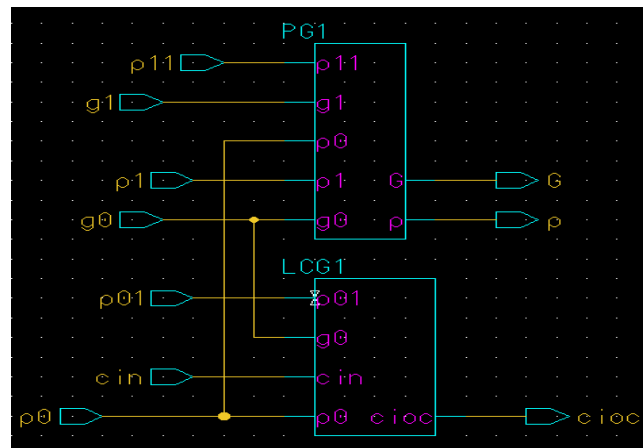 PG1
p11 p11
g1 g1
p0
p1 p1 G G
g0 g0 p p
LCG1
p01 p01
g0
cin cin
p0 p0 cioc cioc